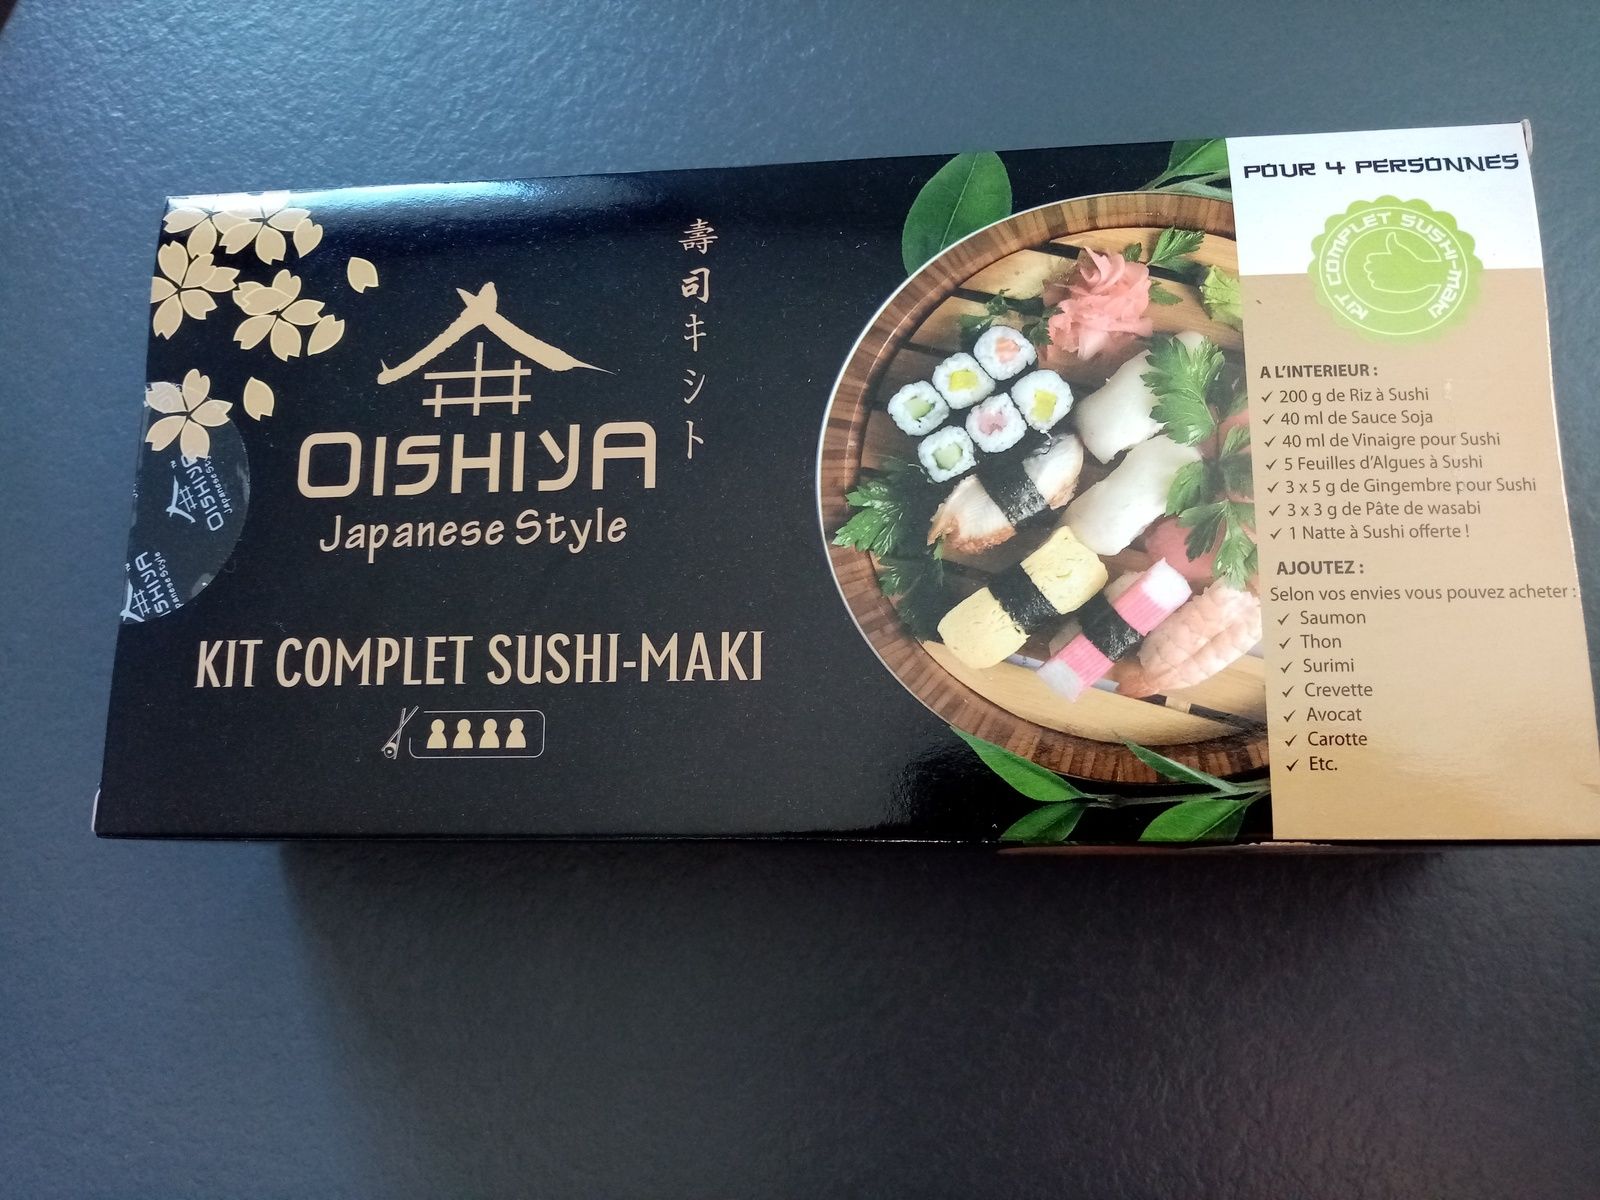 壽司キシト
OISHIYA
Japanese Style
KIT COMPLET SUSHI-MAKI
OISHIYA
Japanese Style
POUR 4 PERSONNES
KIT COMPLET SUSHI-MAKI
A L'INTERIEUR :
✓ 200 g de Riz à Sushi
✓ 40 ml de Sauce Soja
✓ 40 ml de Vinaigre pour Sushi
✓ 5 Feuilles d'Algues à Sushi
✓ 3 x 5 g de Gingembre pour Sushi
✓ 3 x 3 g de Pâte de wasabi
✓ 1 Natte à Sushi offerte !
AJOUTEZ :
Selon vos envies vous pouvez acheter :
✓ Saumon
✓ Thon
✓ Surimi
✓ Crevette
✓ Avocat
✓ Carotte
✓ Etc.